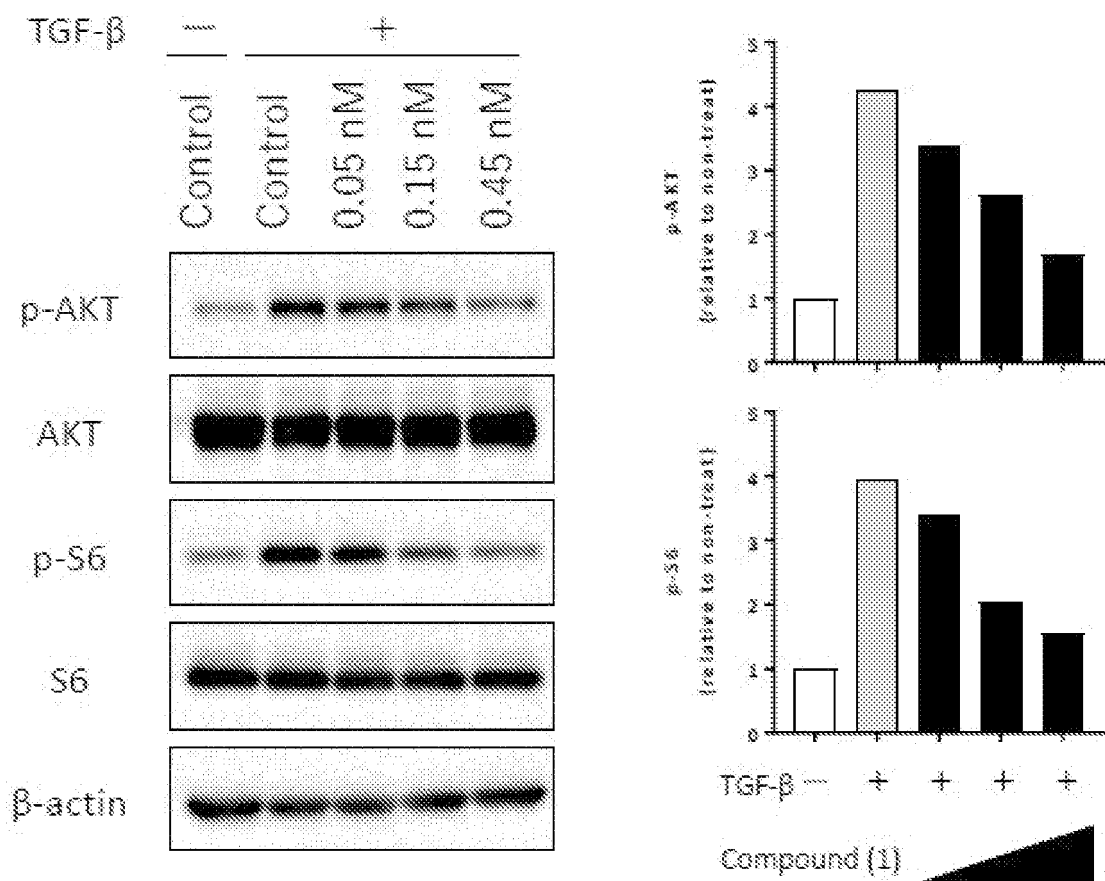 TGF-β − +
Control Control 0.05 nM 0.15 nM 0.45 nM
p-AKT
AKT
p-S6
S6
β-actin
p-AKT
(relative to non-treat)
5
4
3
2
1
0
p-S6
(relative to non-treat)
5
4
3
2
1
0
TGF-β − + + + +
Compound (1)